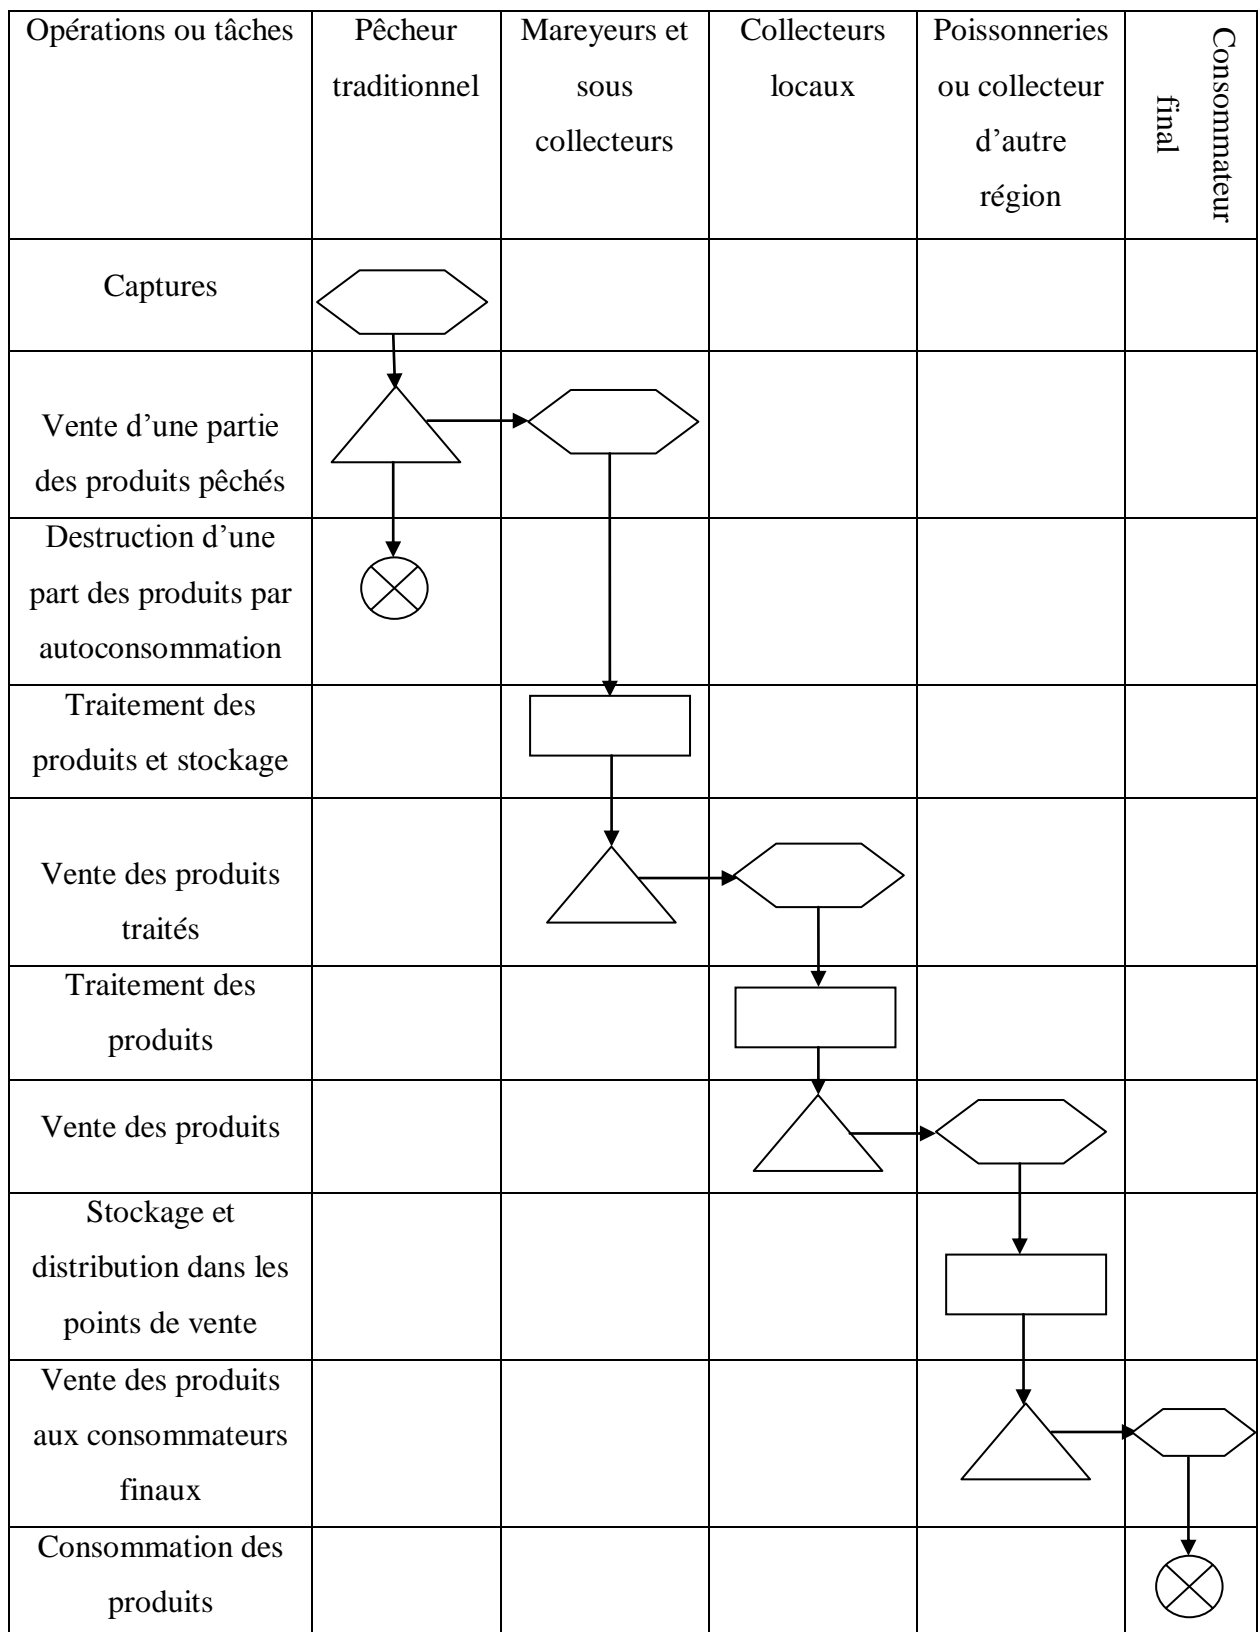 Opérations ou tâches
Pêcheur
traditionnel
Mareyeurs et
sous
collecteurs
Collecteurs
locaux
Poissonneries
ou collecteur
d’autre
région
Consommateur
final
Captures
Vente d’une partie
des produits pêchés
Destruction d’une
part des produits par
autoconsommation
Traitement des
produits et stockage
Vente des produits
traités
Traitement des
produits
Vente des produits
Stockage et
distribution dans les
points de vente
Vente des produits
aux consommateurs
finaux
Consommation des
produits